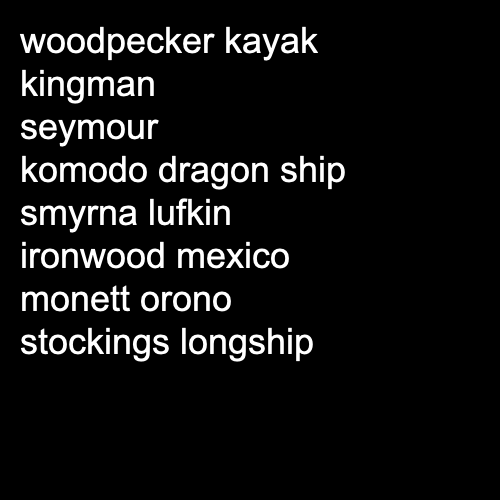 woodpecker kayak
kingman
seymour
komodo dragon ship
smyrna lufkin
ironwood mexico
monett orono
stockings longship